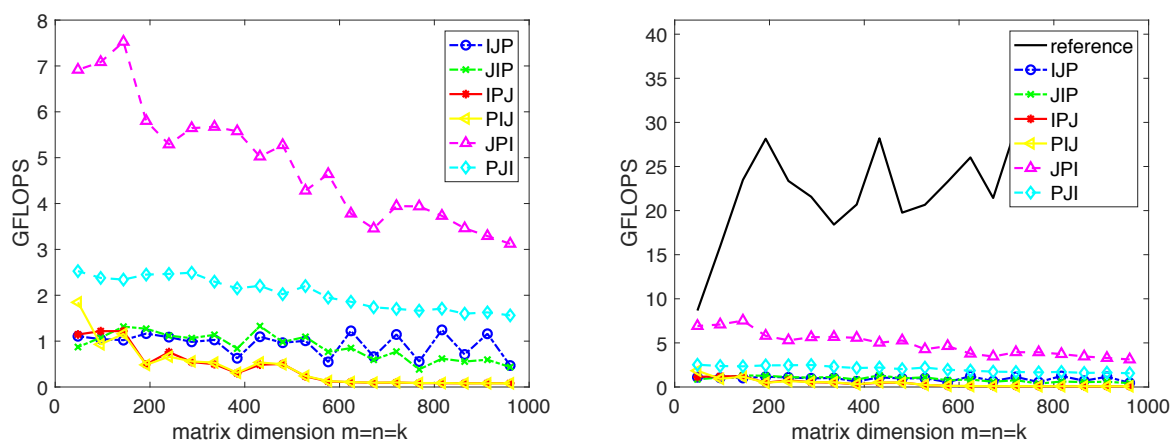 8
7
6
5
4
3
2
1
0
GFLOPS
0
200
400
600
800
1000
matrix dimension m=n=k
IJP
JIP
IPJ
PIJ
JPI
PJI
40
35
30
25
20
15
10
5
0
GFLOPS
0
200
400
600
800
1000
matrix dimension m=n=k
reference
IJP
JIP
IPJ
PIJ
JPI
PJI